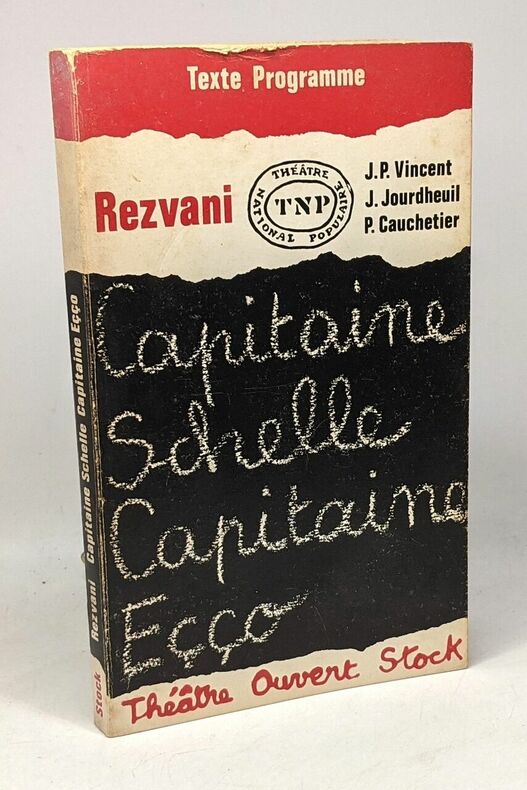 Texte Programme
Rezvani
THÉÂTRE
NATIONAL POPULAIRE
TNP
J.P. Vincent
J. Jourdheuil
P. Cauchetier
Capitaine
Schelle
Capitaine
Eçço
Théâtre Ouvert Stock
Rezvani Capitaine Schelle Capitaine Eçço
Stock